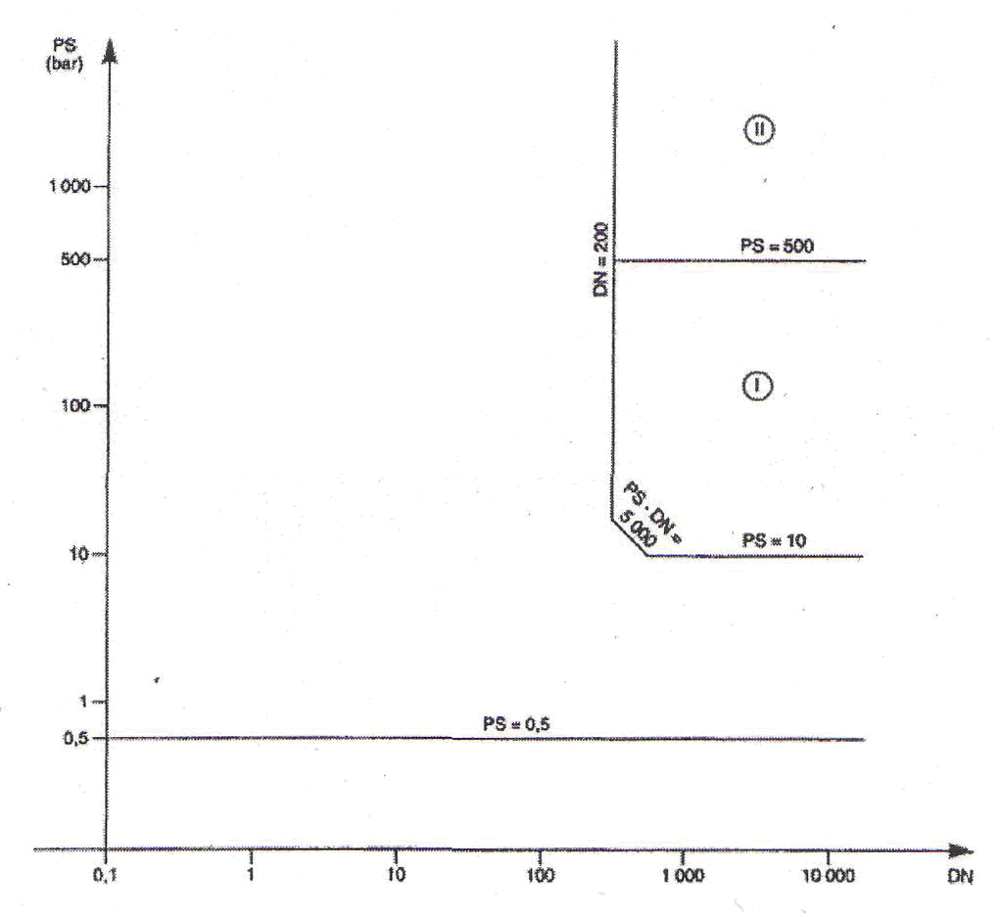 PS
(bar)
II
1 000
DN = 200
PS = 500
500
I
100
PS · DN =
5 000
PS = 10
10
1
PS = 0,5
0,5
0,1
1
10
100
1 000
10 000
DN